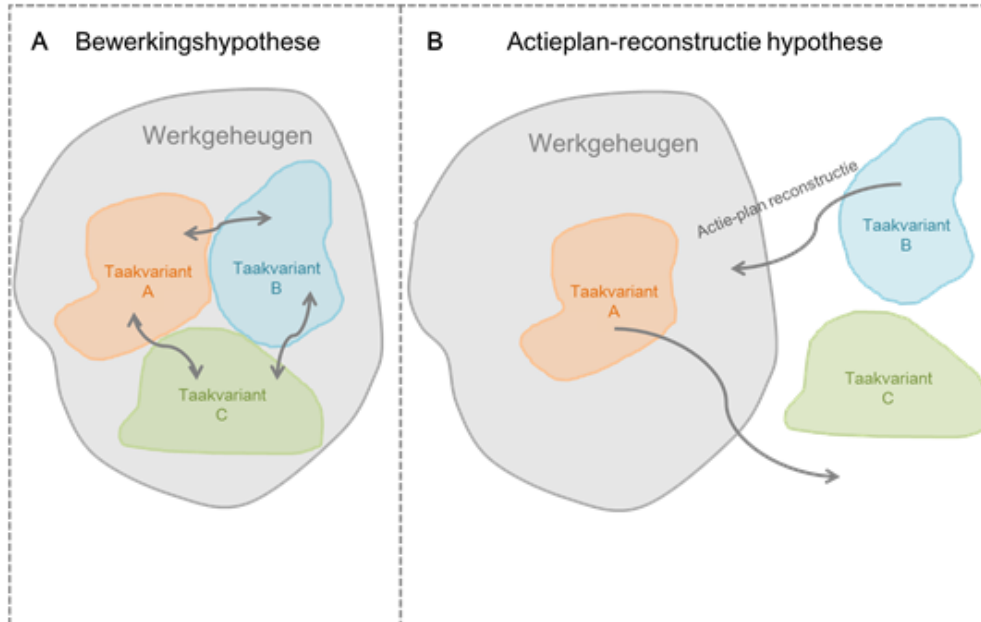 A Bewerkingshypothese
Werkgeheugen
Taakvariant
A
Taakvariant
B
Taakvariant
C
B Actieplan-reconstructie hypothese
Werkgeheugen
Actie-plan reconstructie
Taakvariant
A
Taakvariant
B
Taakvariant
C